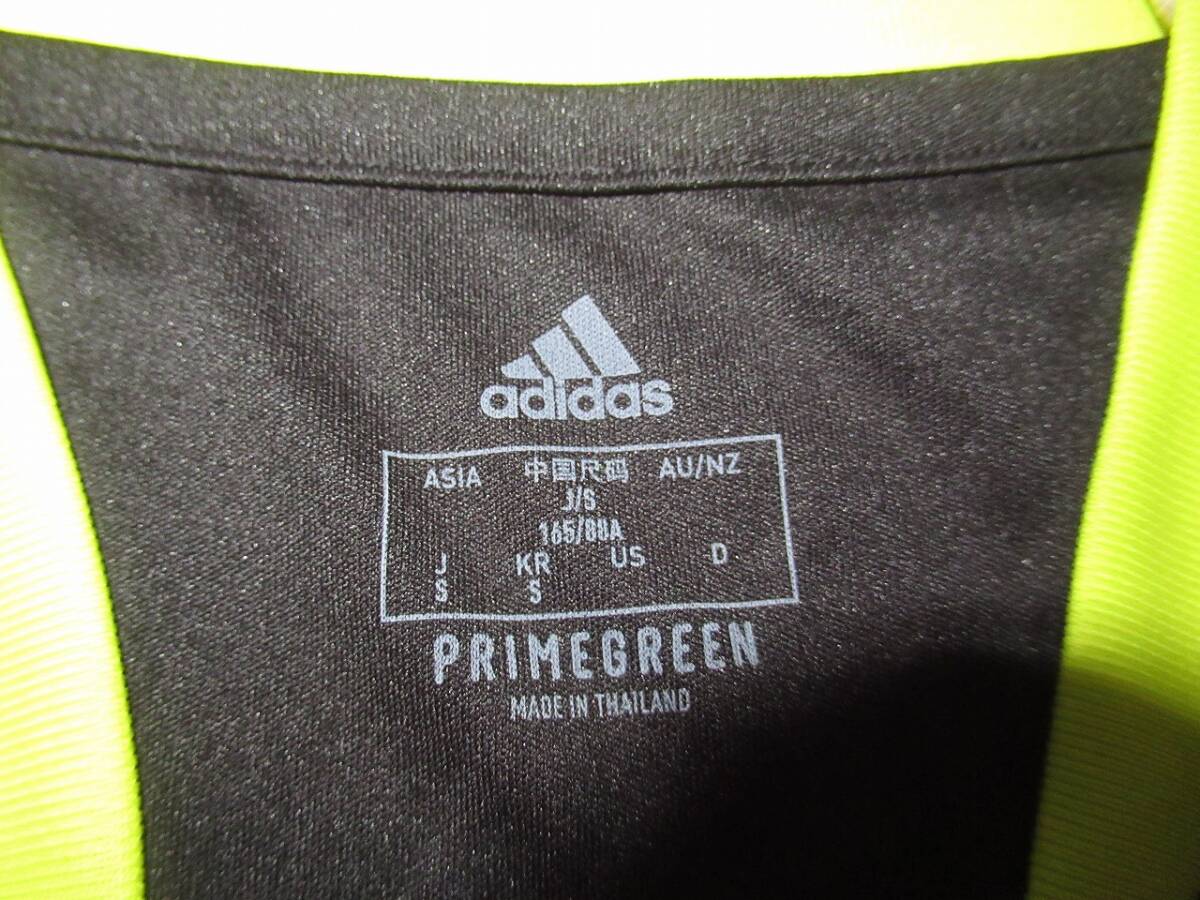 adidas
ASIA 中国尺码 AU/NZ
J/S
165/88A
J KR US D
S S
PRIMEGREEN
MADE IN THAILAND